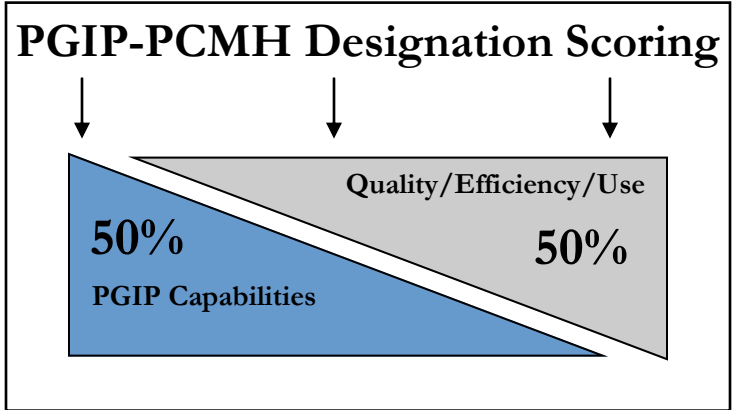 PGIP-PCMH Designation Scoring
Quality/Efficiency/Use
50%
50%
PGIP Capabilities